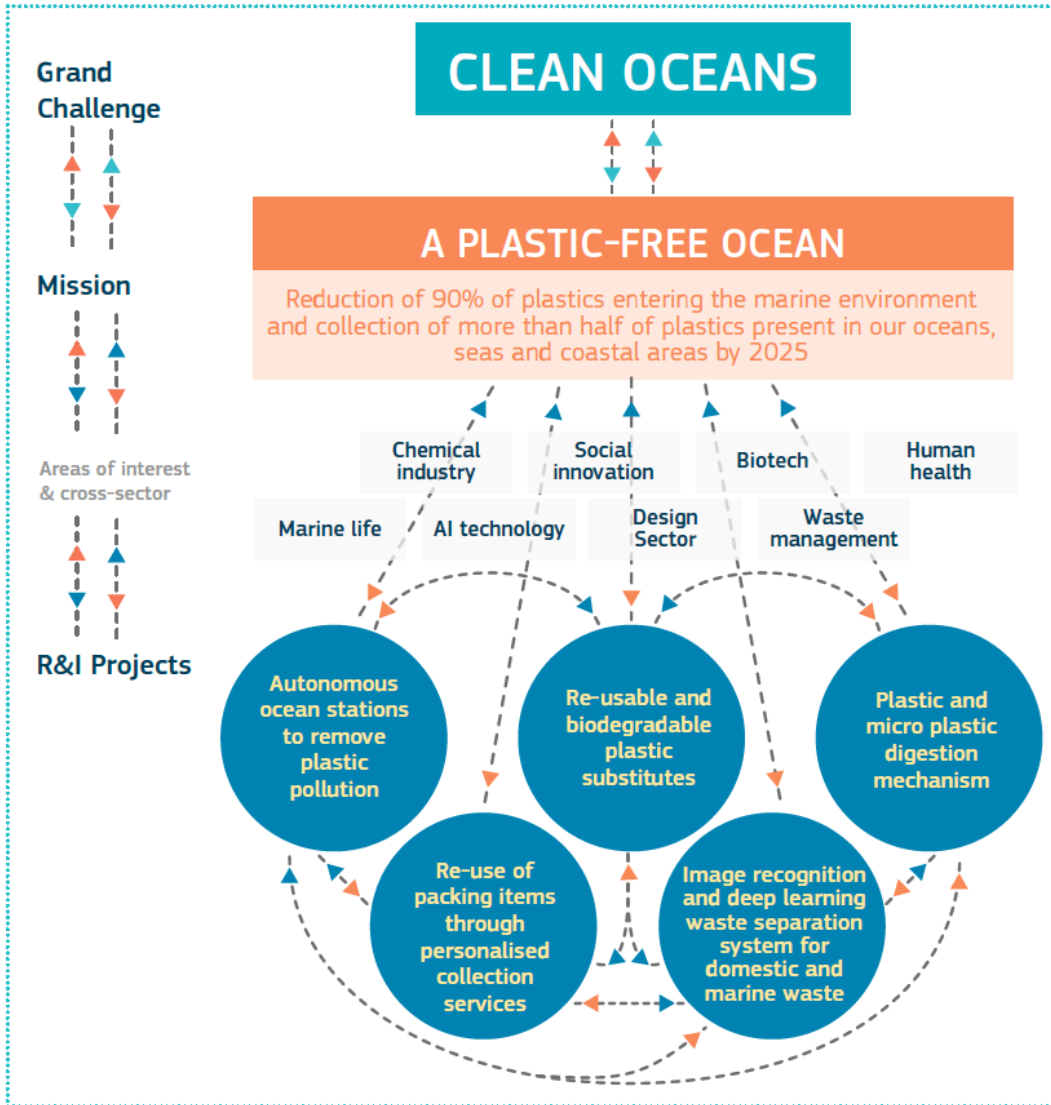 Grand
Challenge
Mission
Areas of interest
& cross-sector
R&I Projects
CLEAN OCEANS
A PLASTIC-FREE OCEAN
Reduction of 90% of plastics entering the marine environment
and collection of more than half of plastics present in our oceans,
seas and coastal areas by 2025
Chemical
industry
Social
innovation
Biotech
Human
health
Marine life
AI technology
Design
Sector
Waste
management
Autonomous
ocean stations
to remove
plastic
pollution
Re-usable and
biodegradable
plastic
substitutes
Plastic and
micro plastic
digestion
mechanism
Re-use of
packing items
through
personalised
collection
services
Image recognition
and deep learning
waste separation
system for
domestic and
marine waste